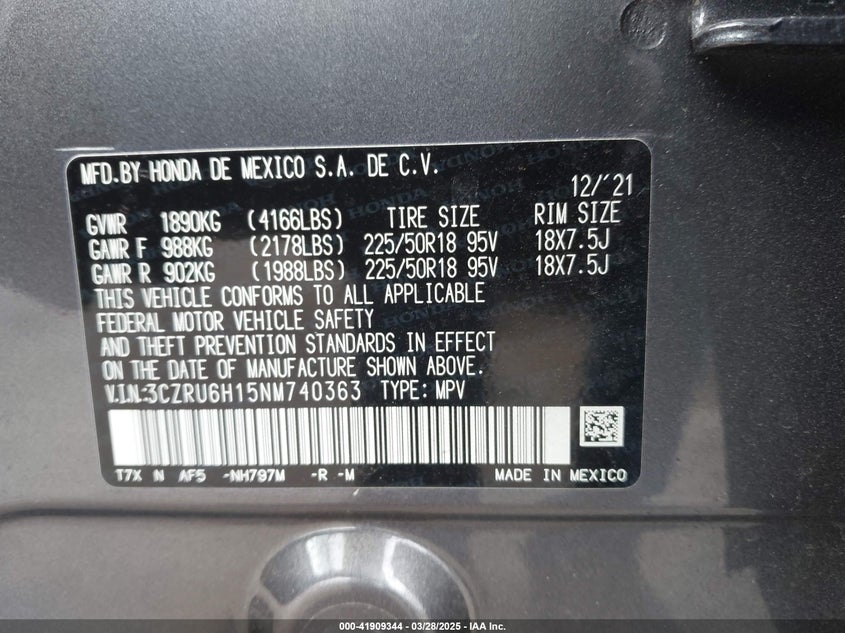 MFD.BY HONDA DE MEXICO S.A. DE C.V.
12/'21
GVWR 1890KG (4166LBS) TIRE SIZE RIM SIZE
GAWR F 988KG (2178LBS) 225/50R18 95V 18X7.5J
GAWR R 902KG (1988LBS) 225/50R18 95V 18X7.5J
THIS VEHICLE CONFORMS TO ALL APPLICABLE
FEDERAL MOTOR VEHICLE SAFETY
AND THEFT PREVENTION STANDARDS IN EFFECT
ON THE DATE OF MANUFACTURE SHOWN ABOVE.
V.I.N.:3CZRU6H15NM740363 TYPE: MPV
T7X N AF5 -NH797M -R -M MADE IN MEXICO
000-41909344 | 03/28/2025 - IAA Inc.